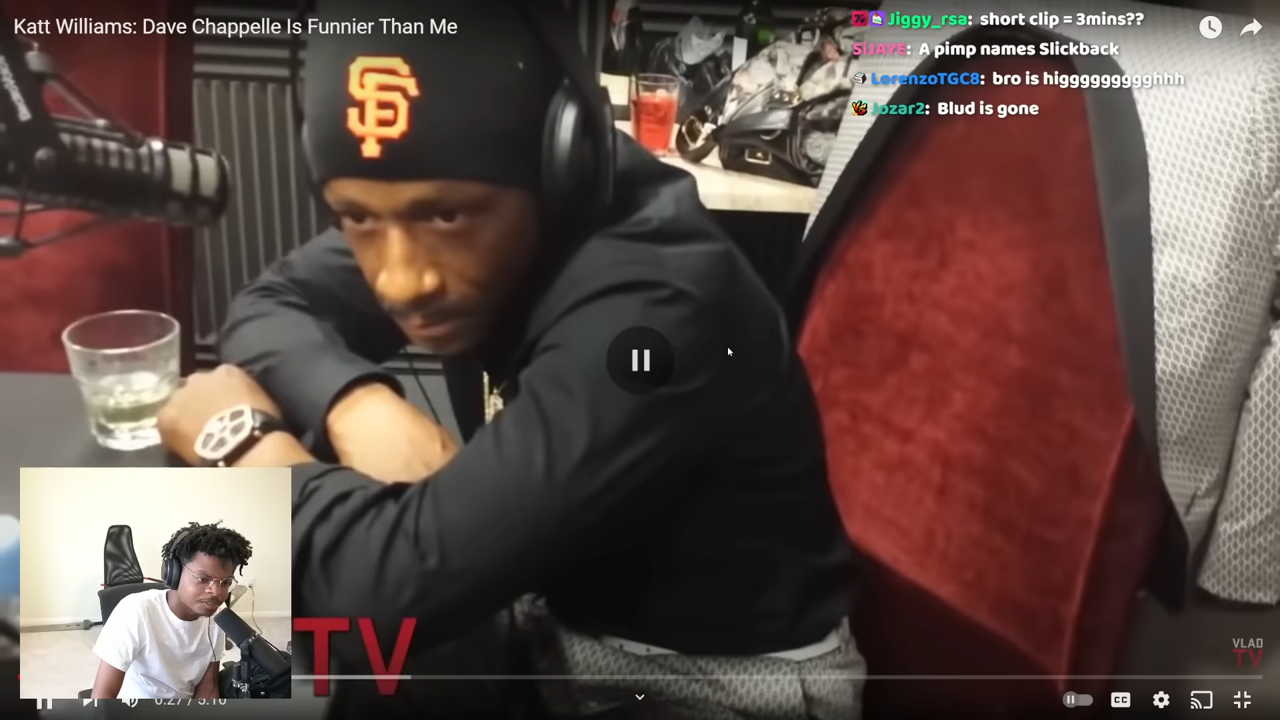 Katt Williams: Dave Chappelle Is Funnier Than Me
Jiggy_rsa: short clip = 3mins??
SIJAYE: A pimp names Slickback
LorenzoTGC8: bro is higggggggghhh
Jozar2: Blud is gone
SF
TV
VLAD
TV
0:27 / 5:16
CC